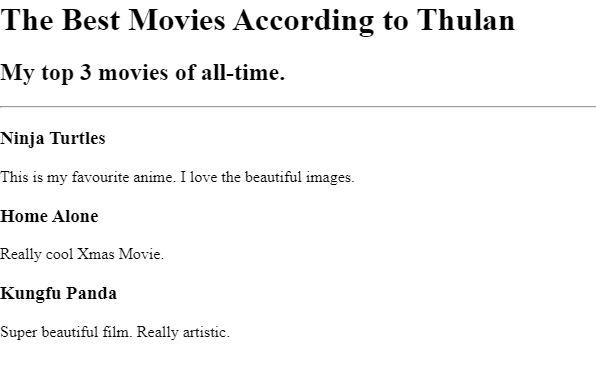 The Best Movies According to Thulan
My top 3 movies of all-time.
Ninja Turtles
This is my favourite anime. I love the beautiful images.
Home Alone
Really cool Xmas Movie.
Kungfu Panda
Super beautiful film. Really artistic.